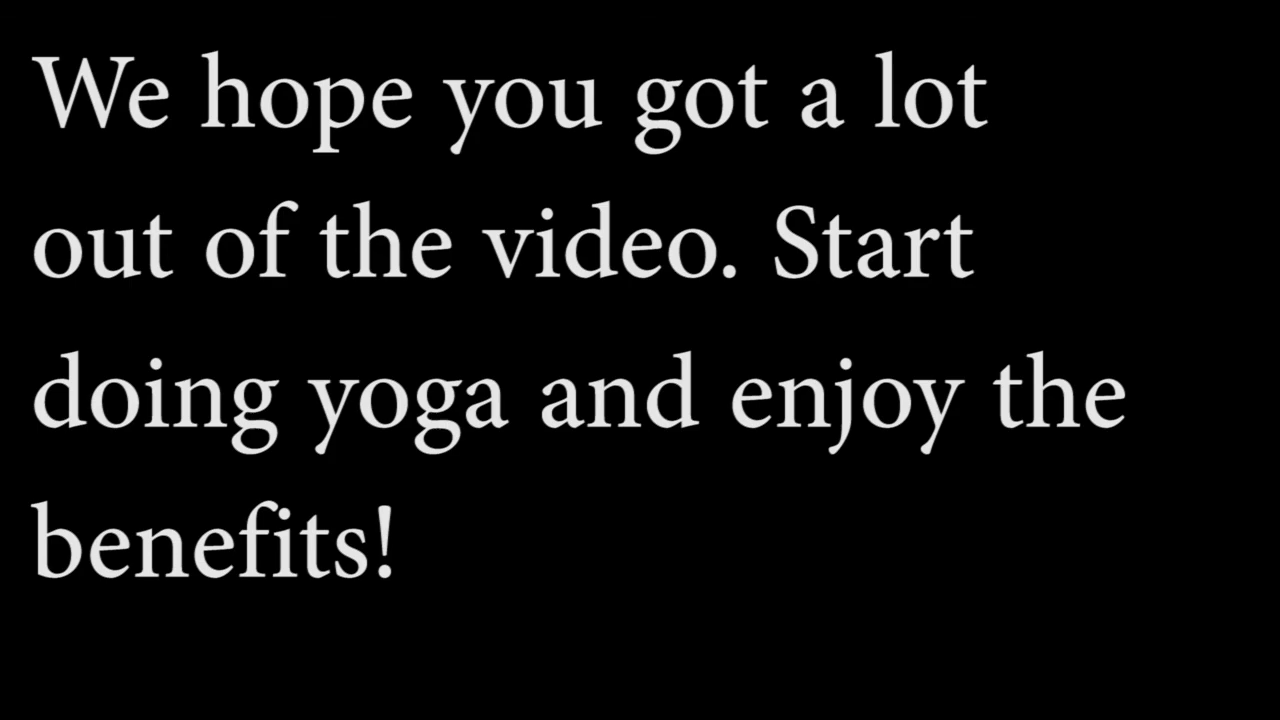 We hope you got a lot
out of the video. Start
doing yoga and enjoy the
benefits!